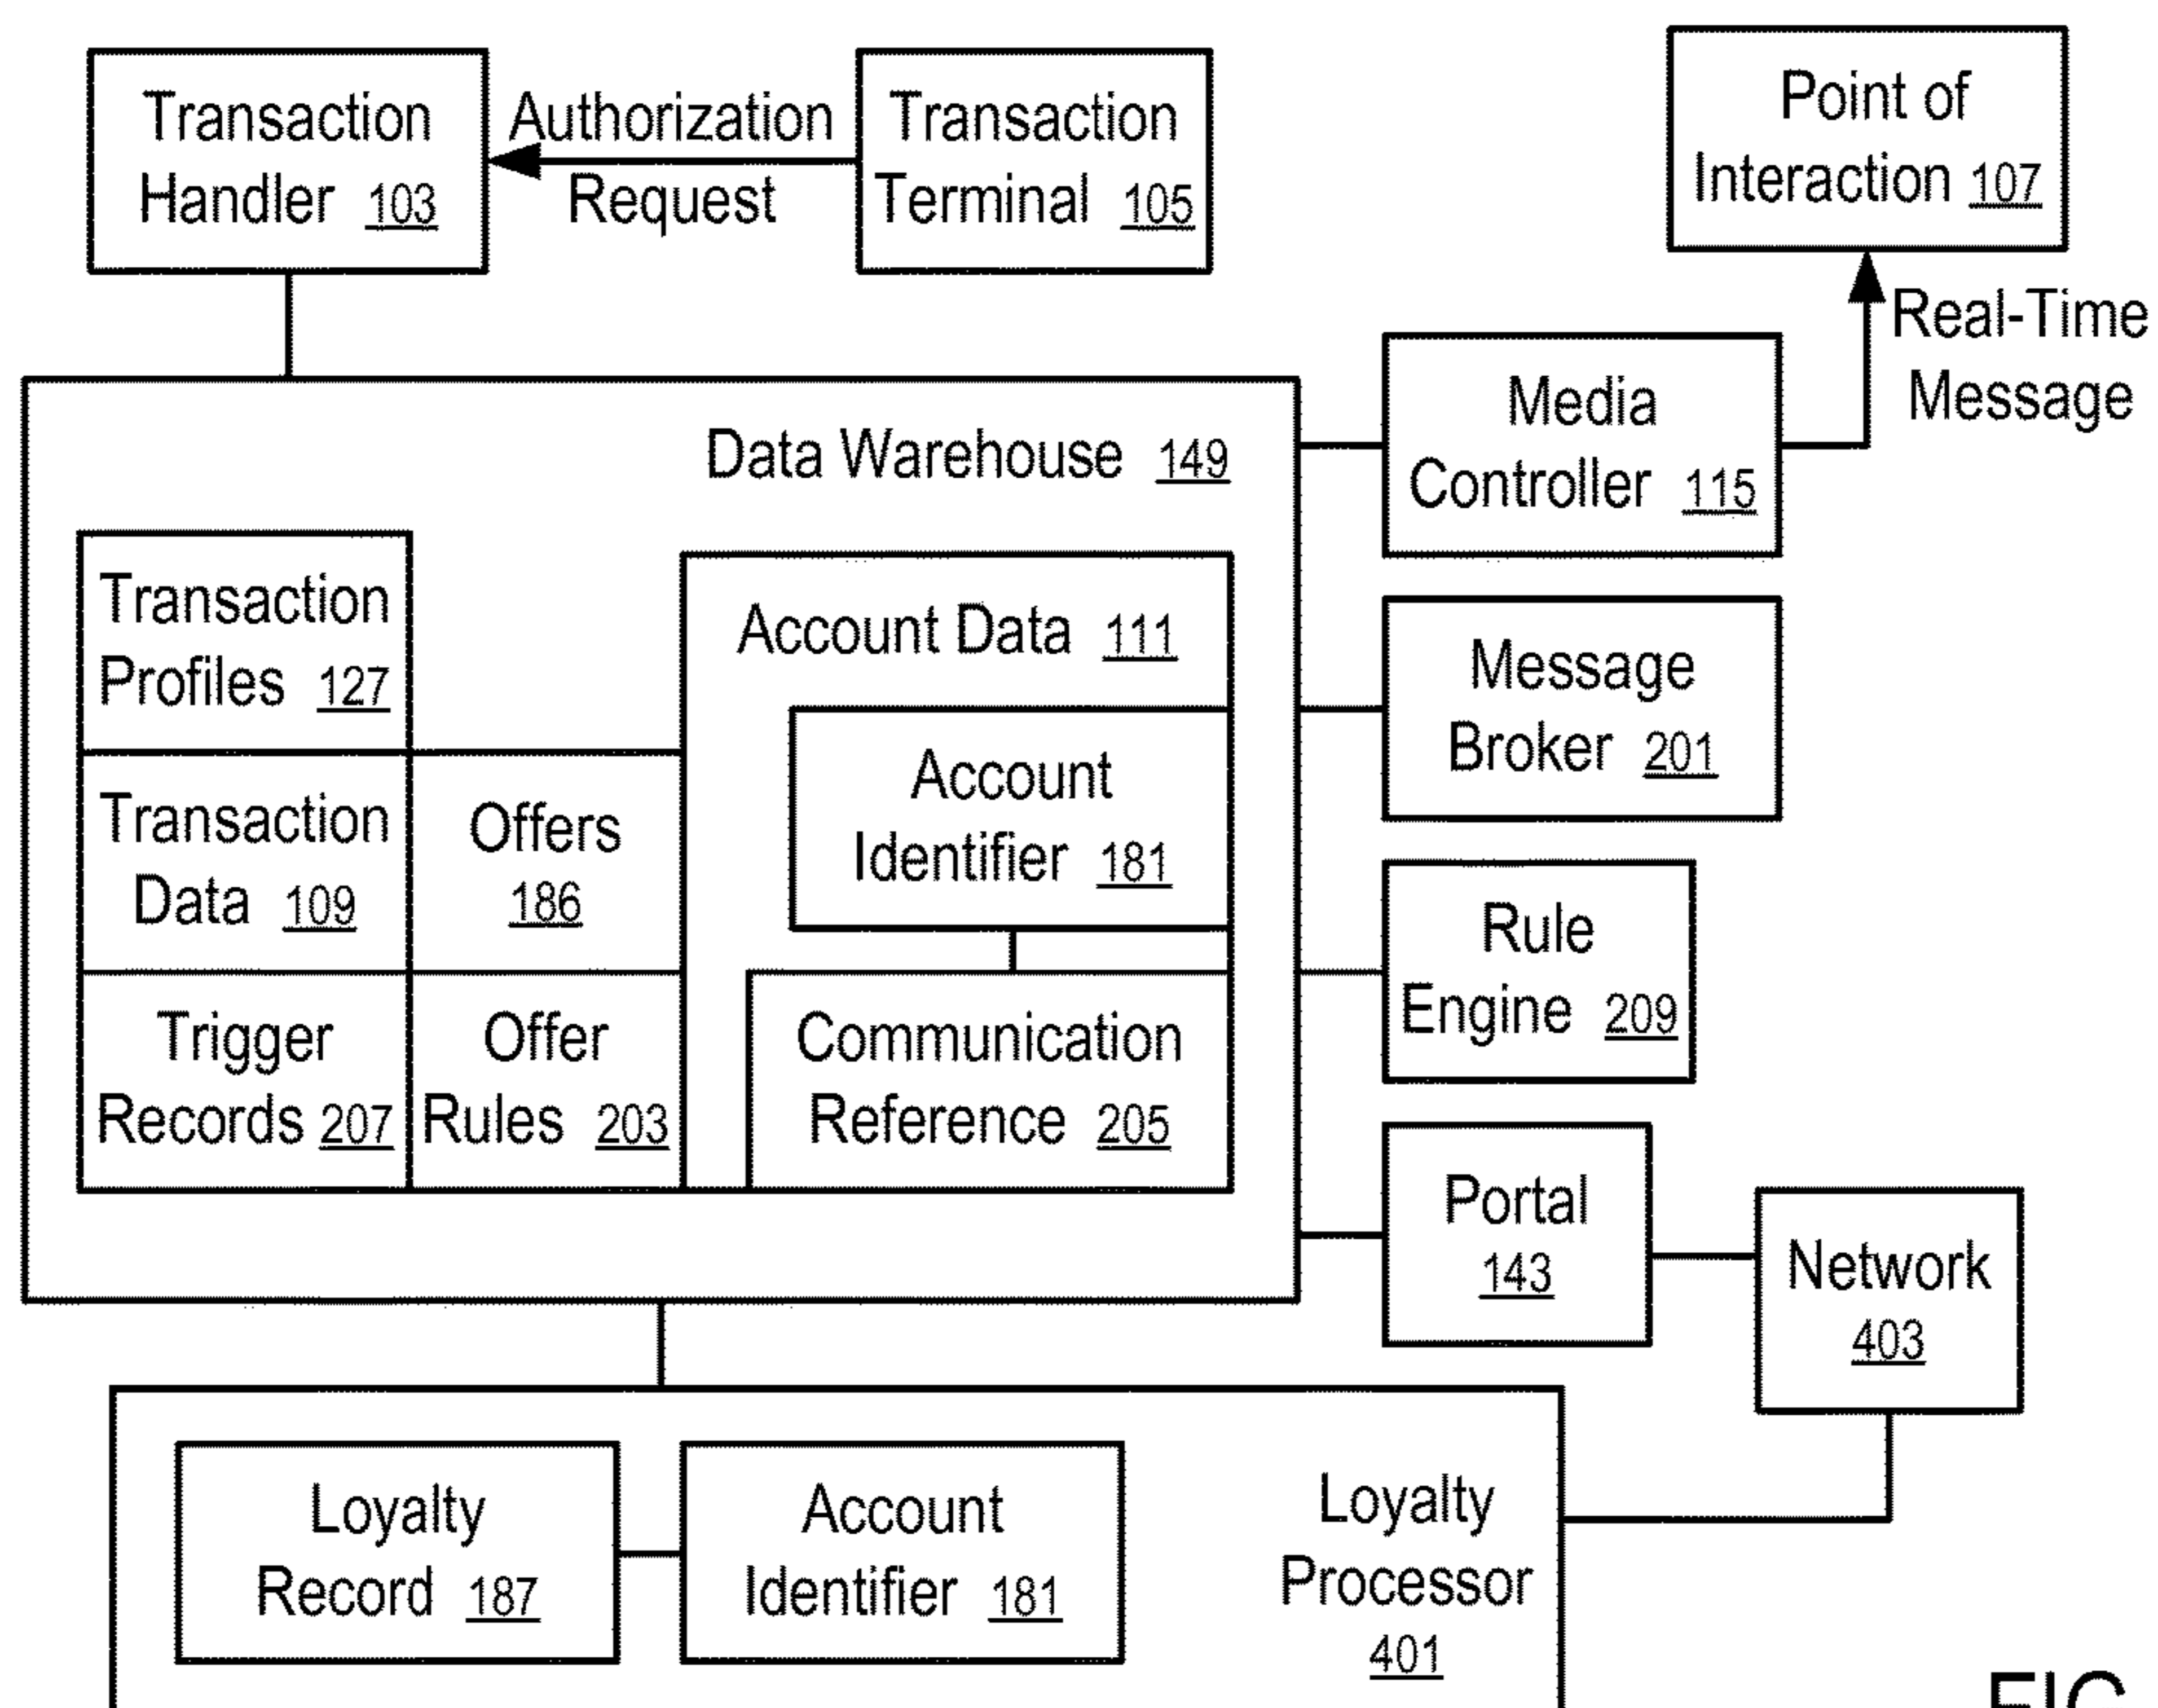 Transaction
Handler 103
Authorization
Request
Transaction
Terminal 105
Point of
Interaction 107
Real-Time
Message
Data Warehouse 149
Media
Controller 115
Transaction
Profiles 127
Account Data 111
Message
Broker 201
Transaction
Data 109
Offers
186
Account
Identifier 181
Rule
Engine 209
Trigger
Records 207
Offer
Rules 203
Communication
Reference 205
Portal
143
Network
403
Loyalty
Record 187
Account
Identifier 181
Loyalty
Processor
401
FIG